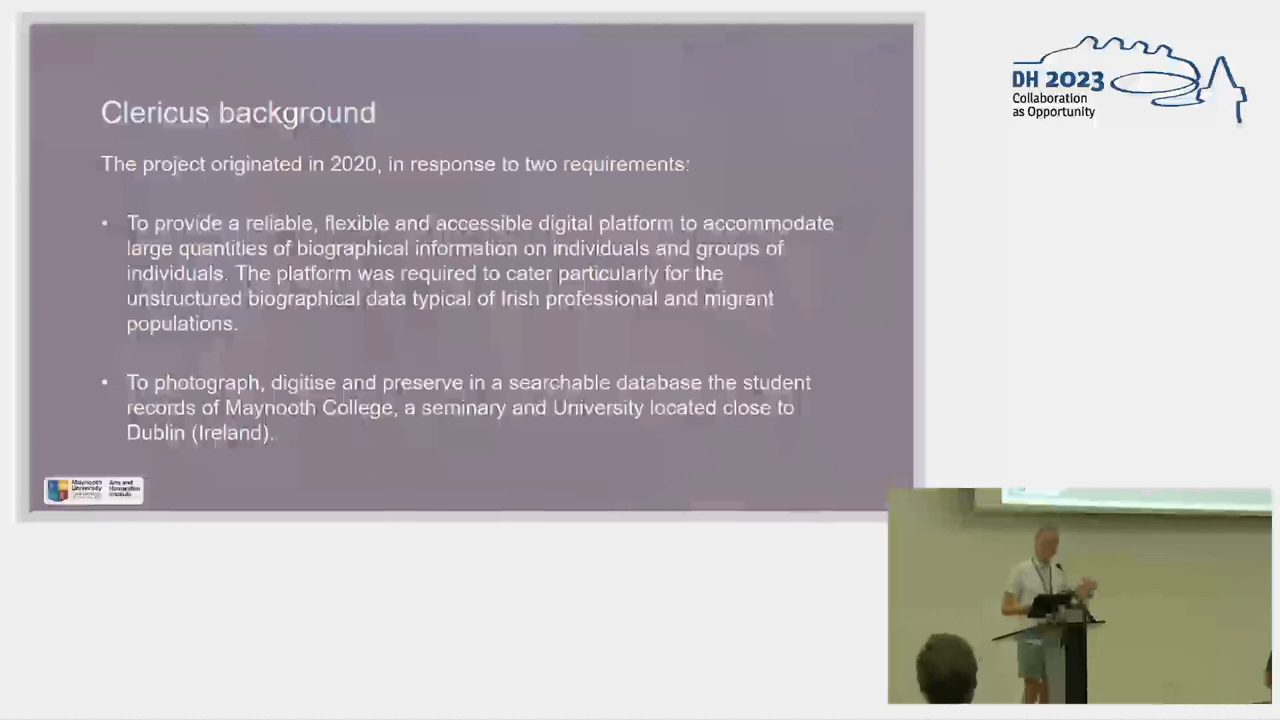 Clericus background
The project originated in 2020, in response to two requirements:
• To provide a reliable, flexible and accessible digital platform to accommodate
large quantities of biographical information on individuals and groups of
individuals. The platform was required to cater particularly for the
unstructured biographical data typical of Irish professional and migrant
populations.
• To photograph, digitise and preserve in a searchable database the student
records of Maynooth College, a seminary and University located close to
Dublin (Ireland).
Maynooth
University
Arts and
Humanities
Institute
DH 2023
Collaboration
as Opportunity